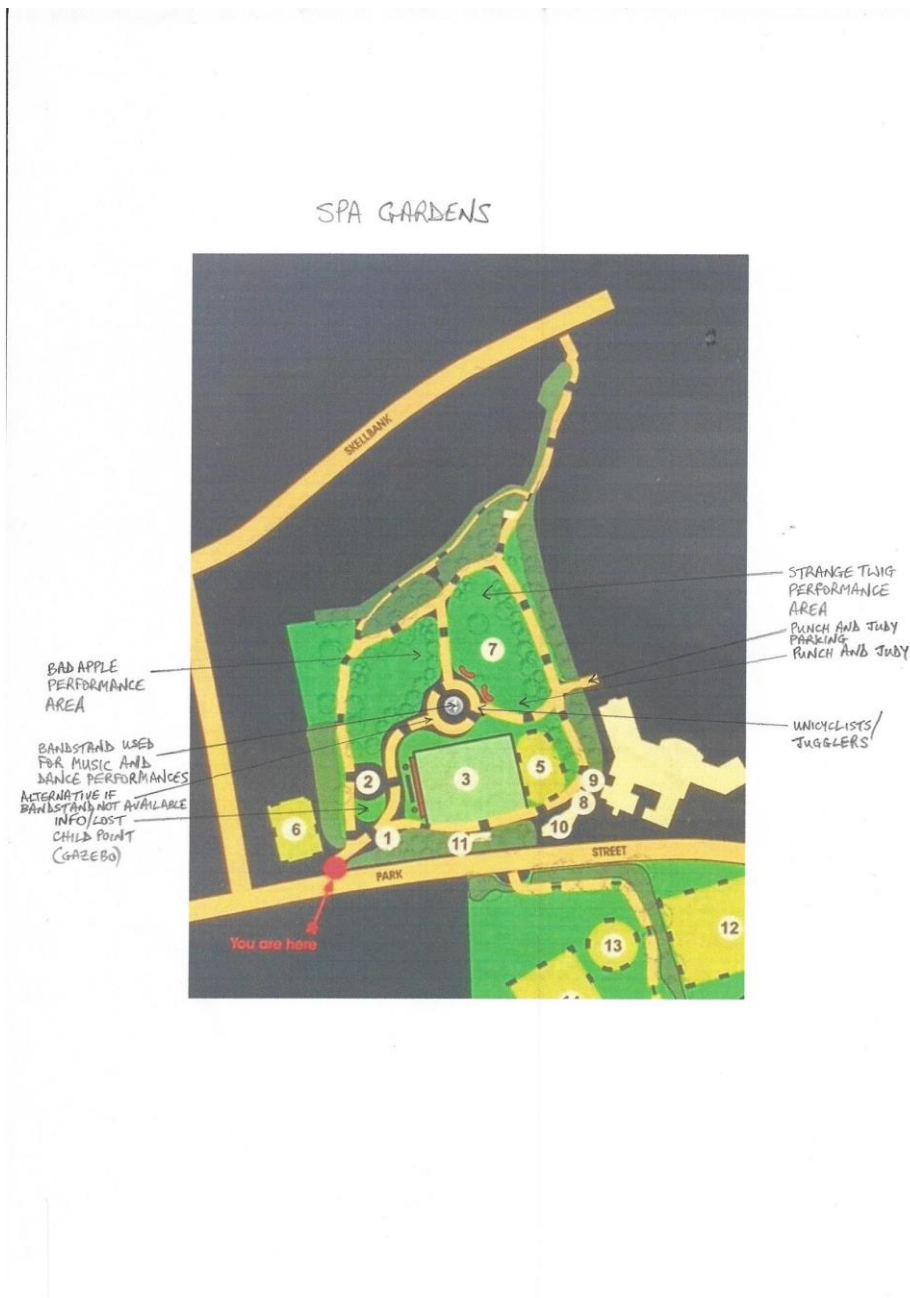 SPA GARDENS
SKELLBANK
STRANGE TWIG
PERFORMANCE
AREA
PUNCH AND JUDY
PARKING
PUNCH AND JUDY
7
BAD APPLE
PERFORMANCE
AREA
UNICYCLISTS/
JUGGLERS
BANDSTAND USED
FOR MUSIC AND
DANCE PERFORMANCES
ALTERNATIVE IF
BANDSTAND NOT AVAILABLE
INFO/LOST
CHILD POINT
(GAZEBO)
2
3
5
9
8
6
1
11
10
PARK
STREET
You are here
12
13